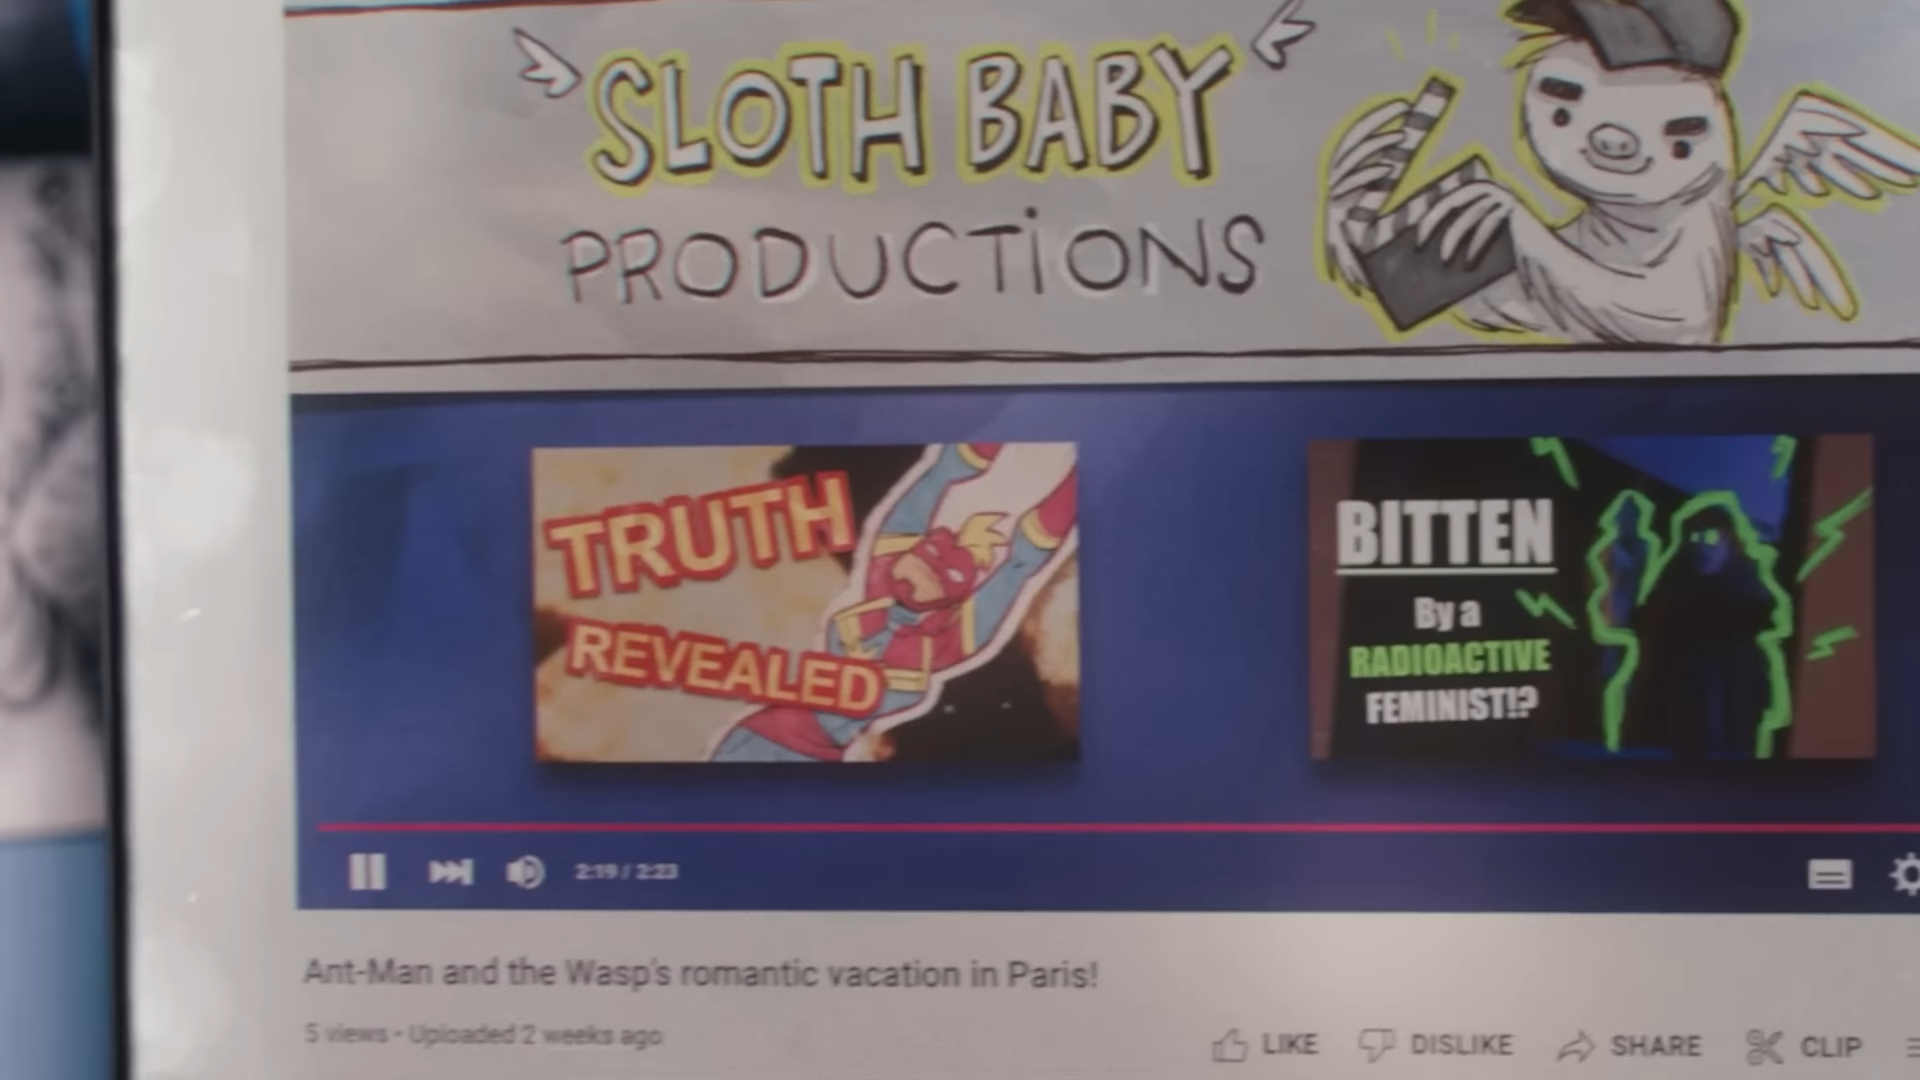 SLOTH BABY
PRODUCTIONS
TRUTH
REVEALED
BITTEN
By a
RADIOACTIVE
FEMINIST!?
2:19 / 2:23
Ant-Man and the Wasp's romantic vacation in Paris!
5 views - Uploaded 2 weeks ago
LIKE
DISLIKE
SHARE
CLIP